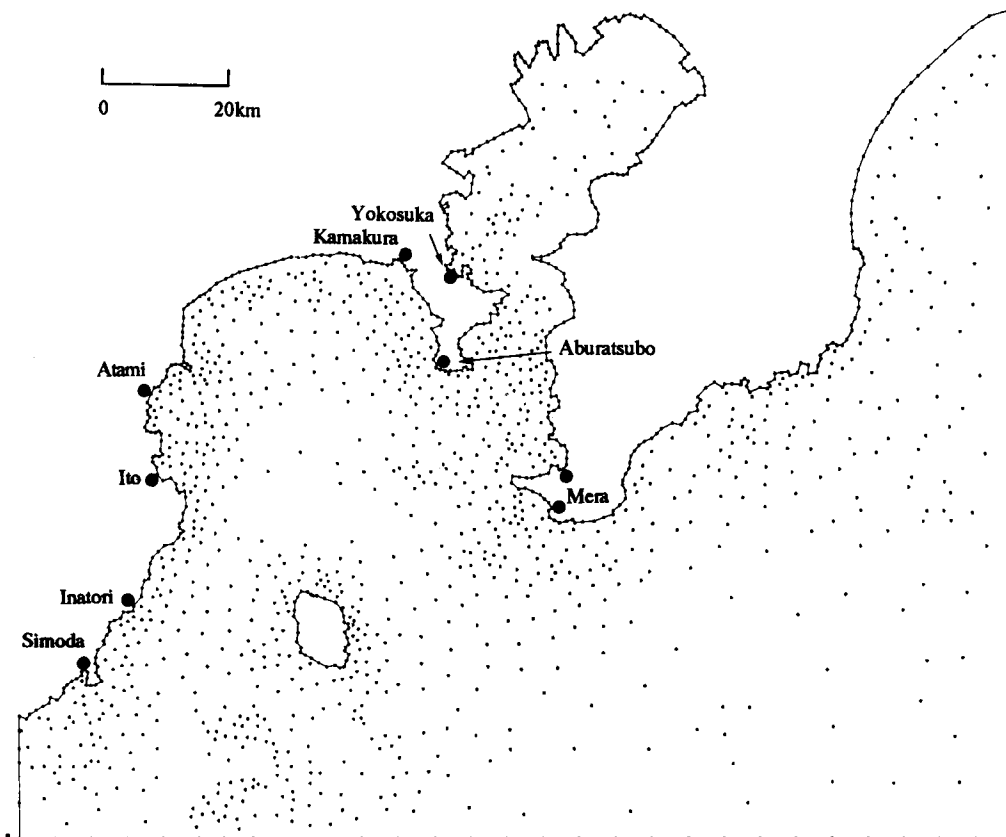 0 20km
Yokosuka
Kamakura
Aburatsubo
Atami
Ito
Mera
Inatori
Simoda